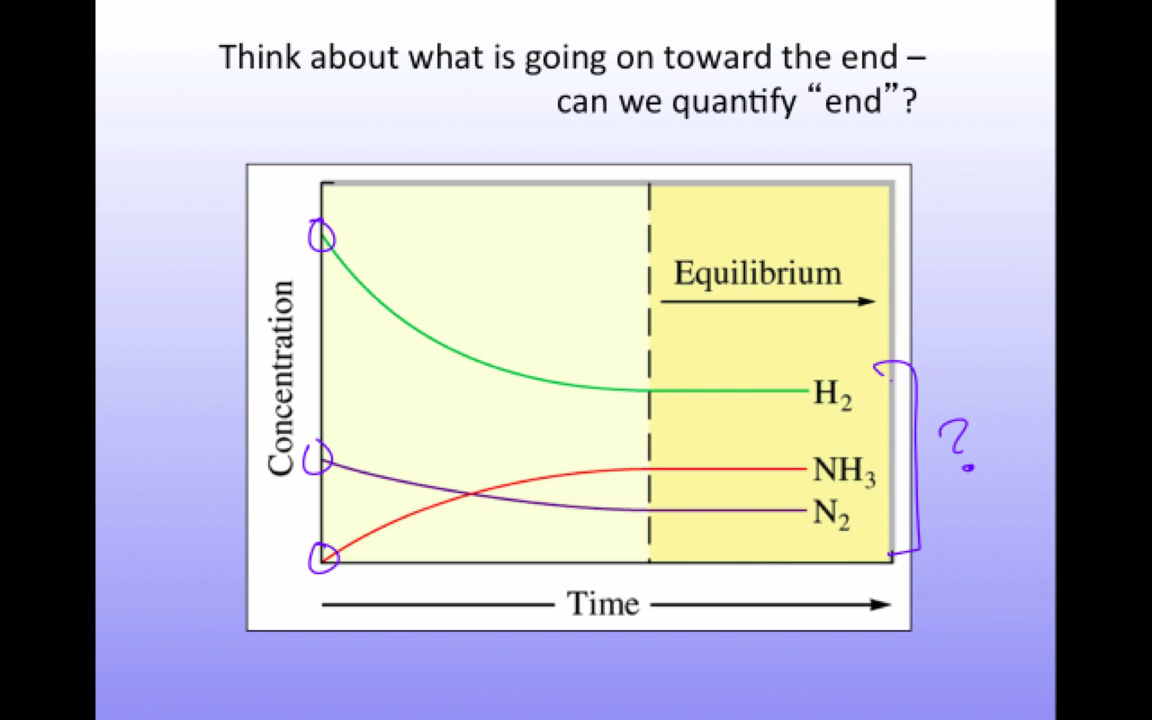 Think about what is going on toward the end –
can we quantify “end”?
Concentration
Equilibrium
H₂
NH₃
N₂
?
Time